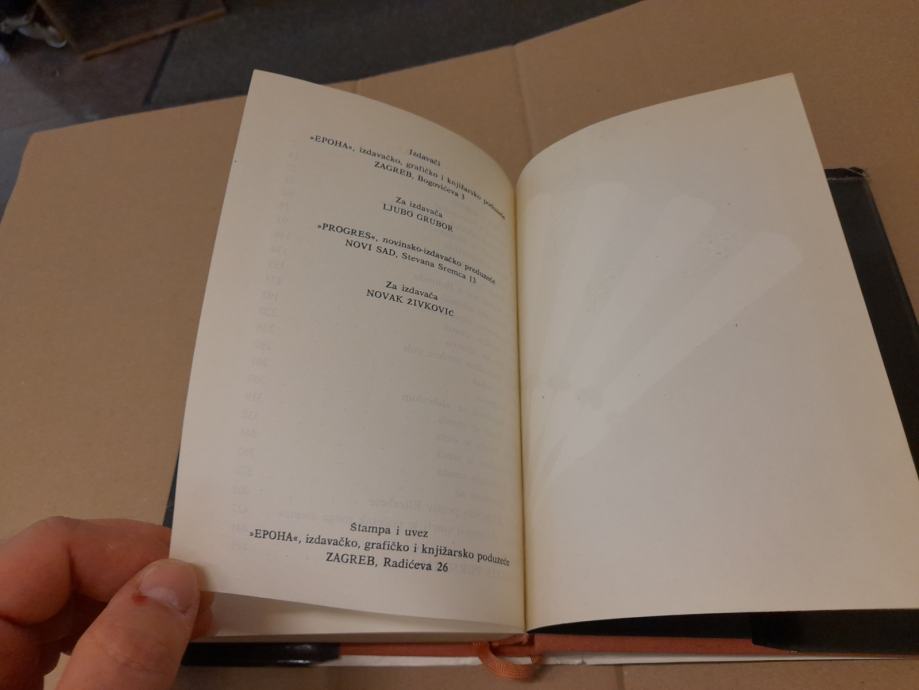 Izdavači
»EPOHA«, izdavačko, grafičko i knjižarsko poduzeće
ZAGREB, Bogovićeva 3
Za izdavača
LJUBO GRUBOR
»PROGRES«, novinsko-izdavačko preduzeće
NOVI SAD, Stevana Sremca 13
Za izdavača
NOVAK ŽIVKOVIĆ
Štampa i uvez
»EPOHA«, izdavačko, grafičko i knjižarsko poduzeće
ZAGREB, Radićeva 26